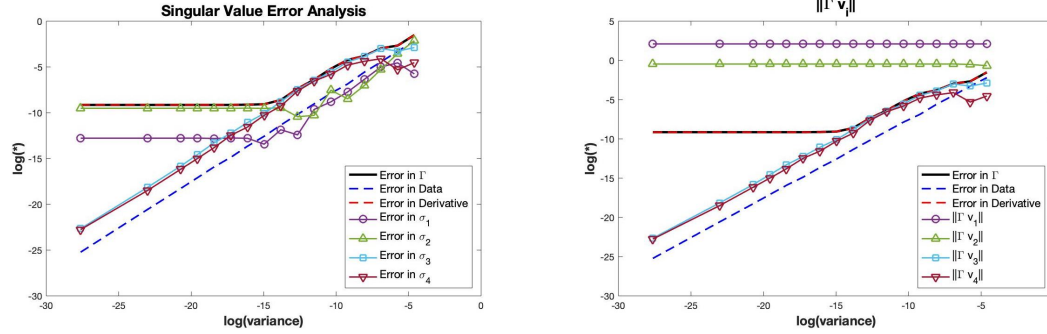 Singular Value Error Analysis
0
-5
-10
-15
-20
-25
-30
log(*)
-30 -25 -20 -15 -10 -5 0
log(variance)
Error in Γ
Error in Data
Error in Derivative
Error in σ1
Error in σ2
Error in σ3
Error in σ4
||Γ vi||
5
0
-5
-10
-15
-20
-25
-30
log(*)
-30 -25 -20 -15 -10 -5
log(variance)
Error in Γ
Error in Data
Error in Derivative
||Γ v1||
||Γ v2||
||Γ v3||
||Γ v4||